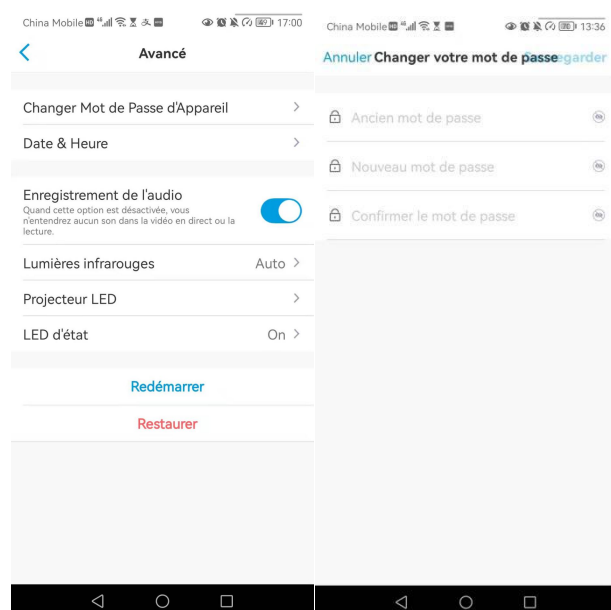 China Mobile HD 17:00
Avancé
Changer Mot de Passe d'Appareil
Date & Heure
Enregistrement de l'audio
Quand cette option est désactivée, vous
n'entendrez aucun son dans la vidéo en direct ou la
lecture.
Lumières infrarouges Auto
Projecteur LED
LED d'état On
Redémarrer
Restaurer
China Mobile HD 13:36
Annuler Changer votre mot de passe egarder
Ancien mot de passe
Nouveau mot de passe
Confirmer le mot de passe